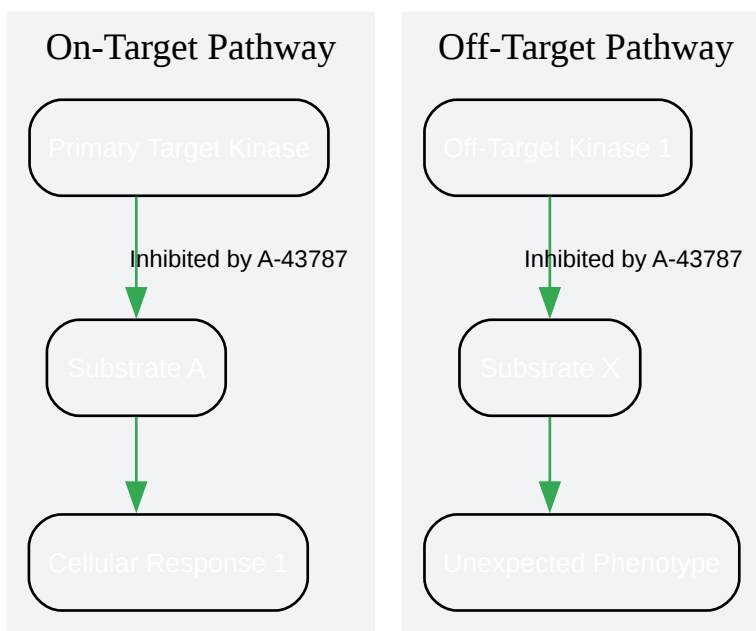 On-Target Pathway
Primary Target Kinase
Inhibited by A-43787
Substrate A
Cellular Response 1
Off-Target Pathway
Off-Target Kinase 1
Inhibited by A-43787
Substrate X
Unexpected Phenotype